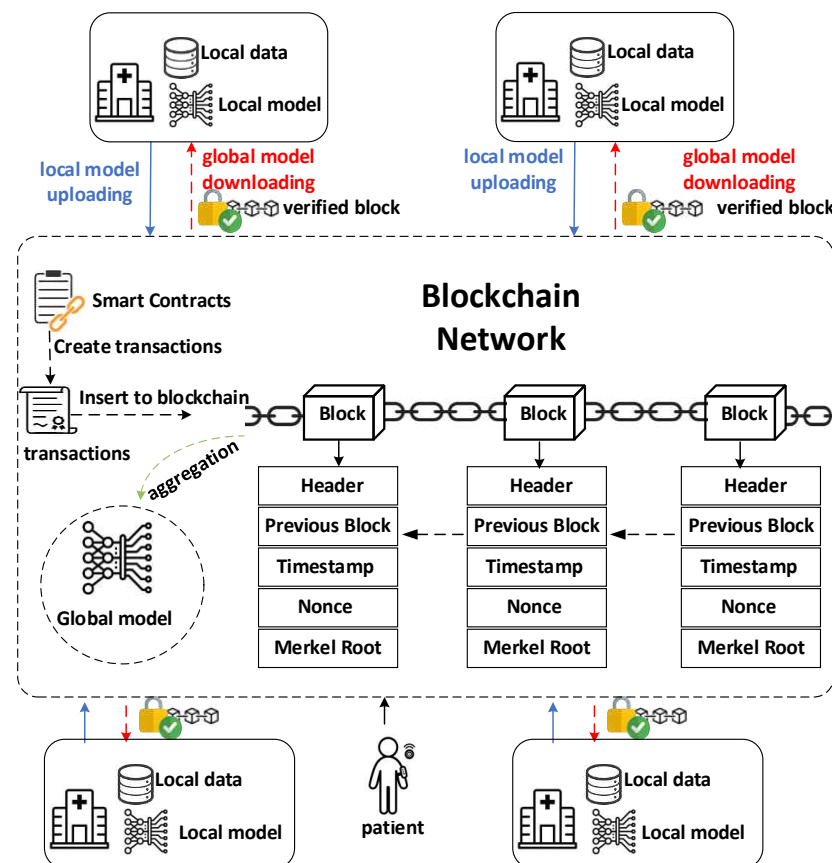 Local data
Local model
Local data
Local model
local model
uploading
global model
downloading
verified block
local model
uploading
global model
downloading
verified block
Smart Contracts
Blockchain
Network
Create transactions
Insert to blockchain
transactions
Block
Block
Block
aggregation
Global model
Header
Previous Block
Timestamp
Nonce
Merkel Root
Header
Previous Block
Timestamp
Nonce
Merkel Root
Header
Previous Block
Timestamp
Nonce
Merkel Root
Local data
Local model
patient
Local data
Local model